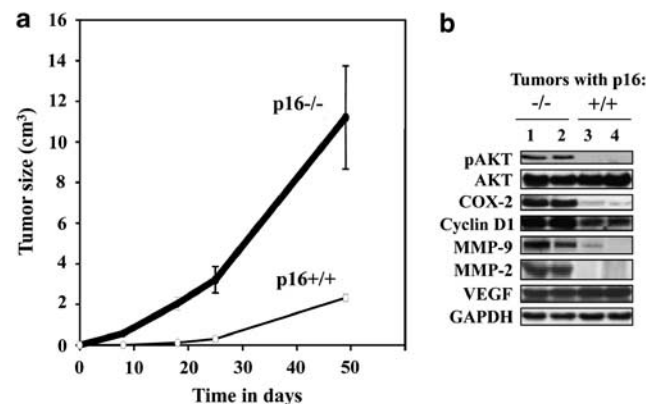 a
16
14
12
10
8
6
4
2
0
Tumor size (cm³)
p16-/-
p16+/+
0 10 20 30 40 50
Time in days
b
Tumors with p16:
-/- +/+
1 2 3 4
pAKT
AKT
COX-2
Cyclin D1
MMP-9
MMP-2
VEGF
GAPDH